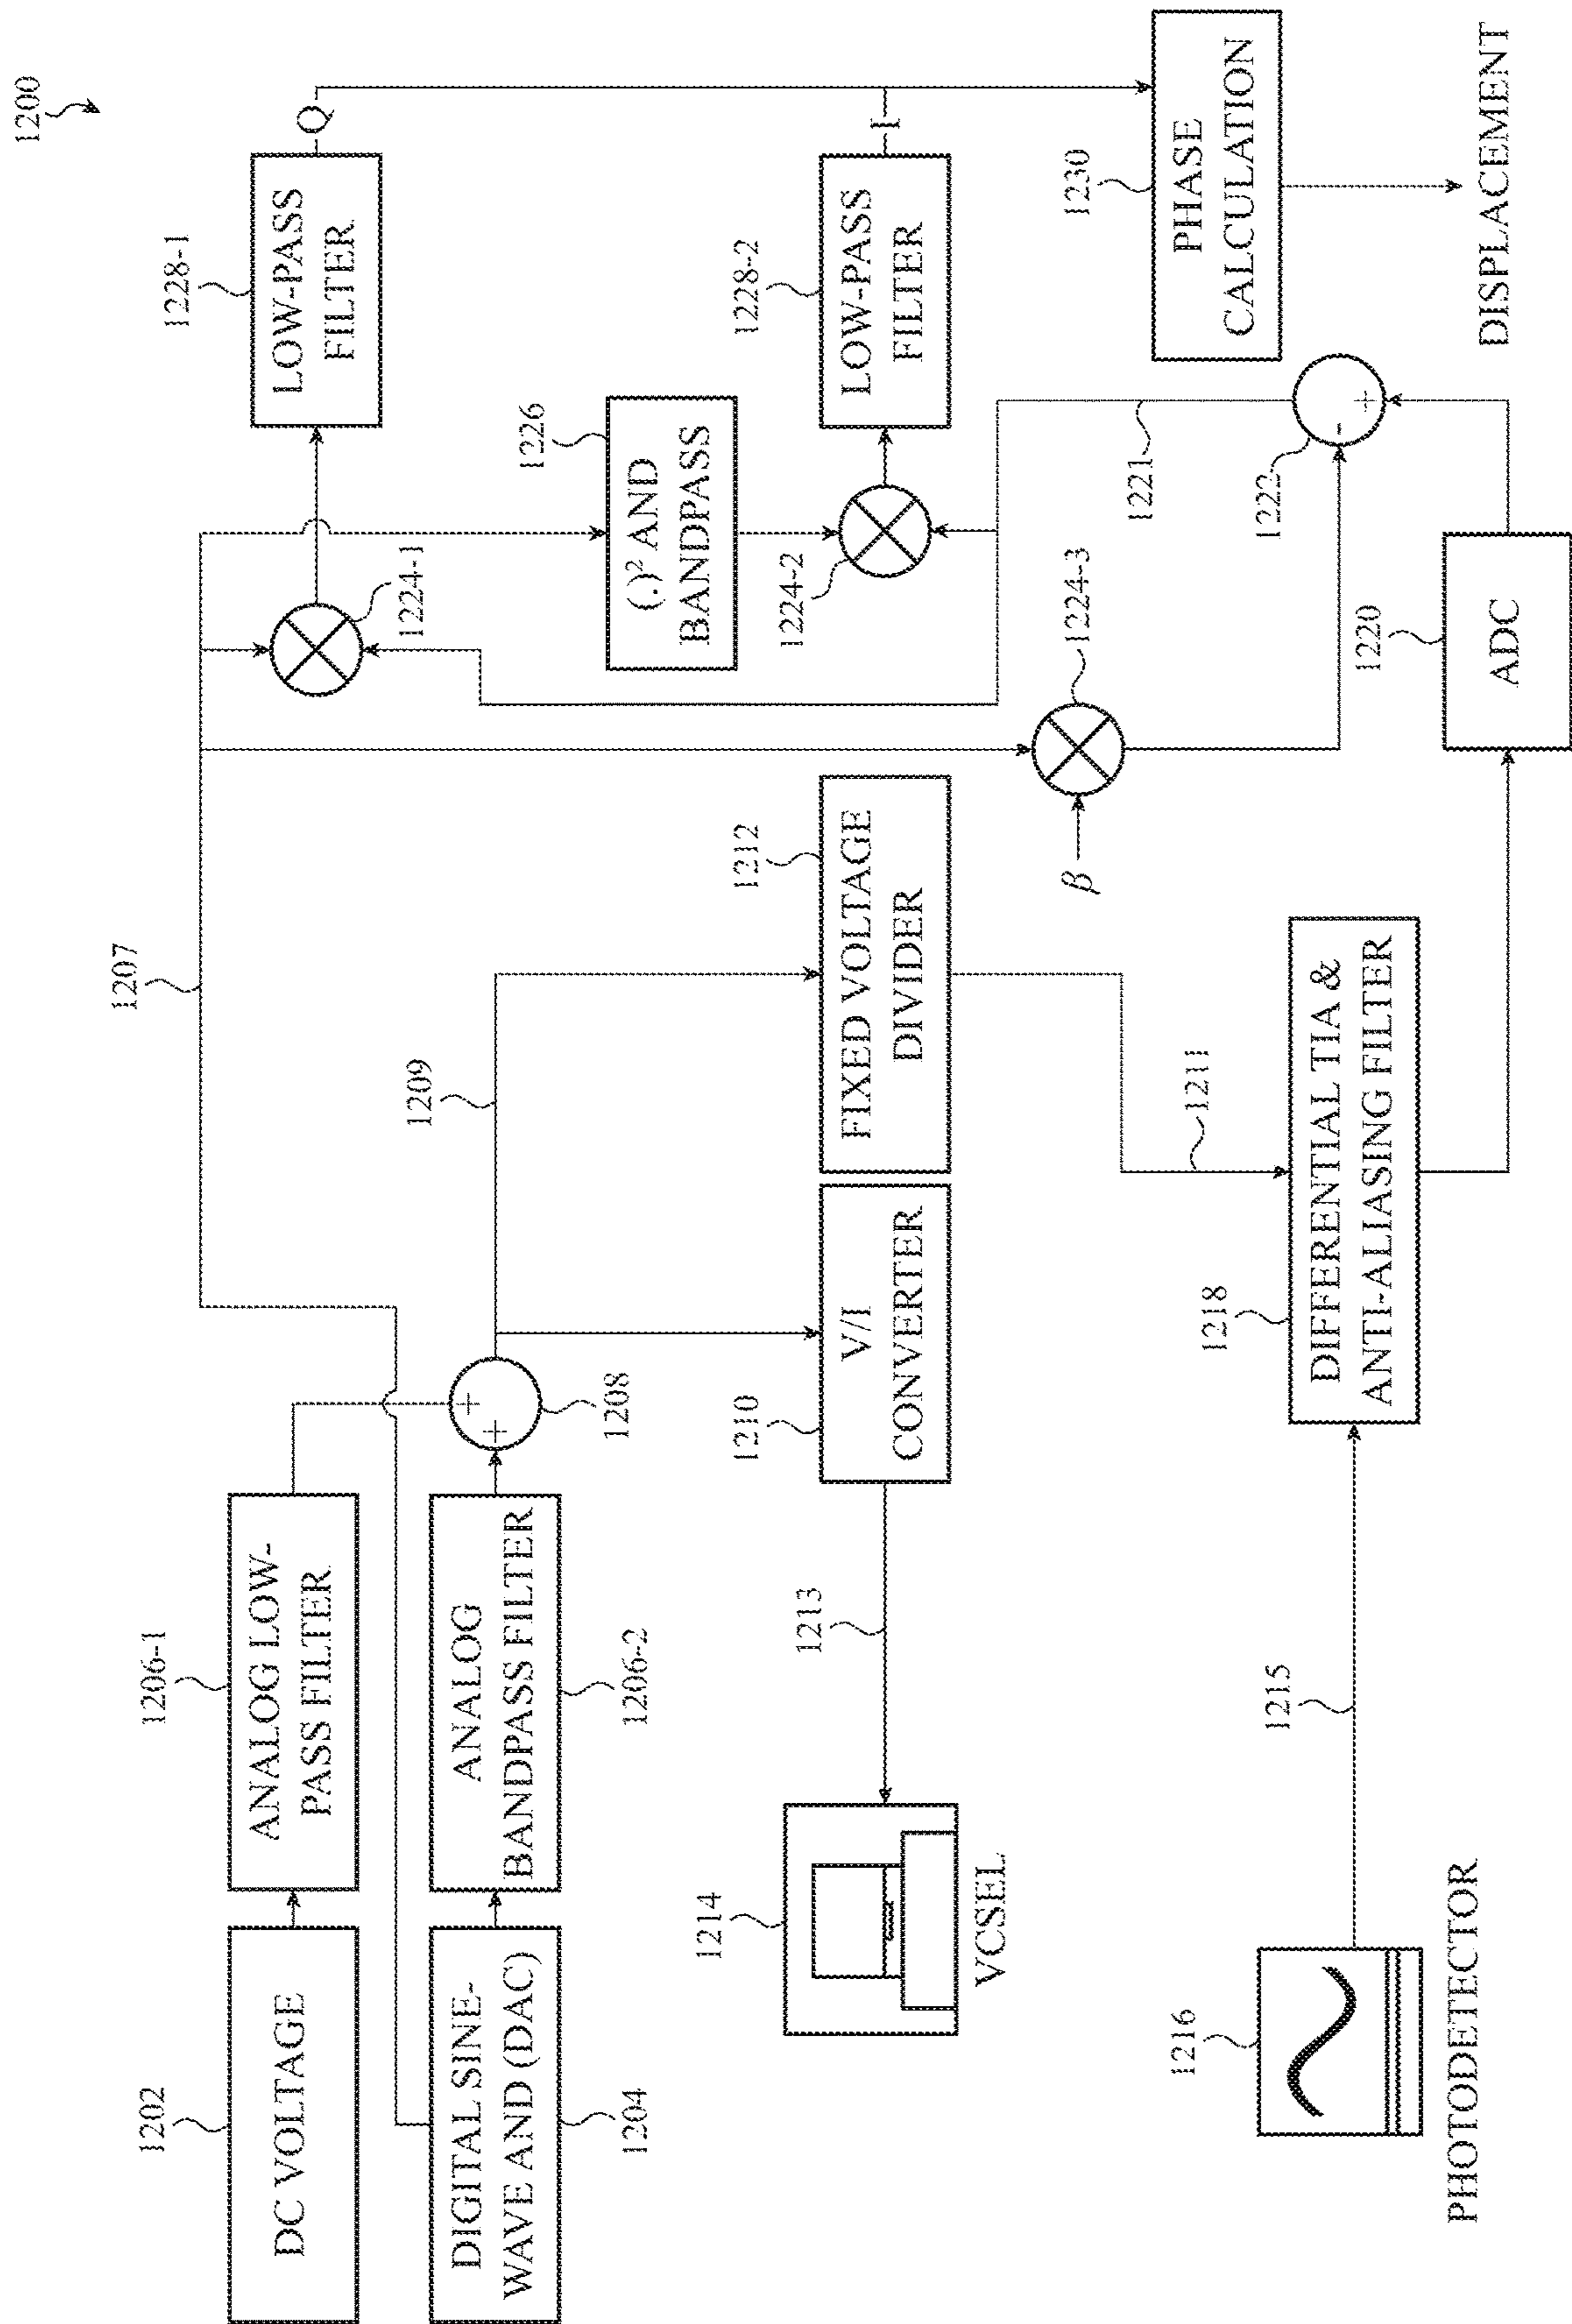 1200
1202
DC VOLTAGE
1206-1
ANALOG LOW-
PASS FILTER
1204
DIGITAL SINE-
WAVE AND (DAC)
1206-2
ANALOG
BANDPASS FILTER
+
+
1208
1207
1209
1210
V/I
CONVERTER
1212
FIXED VOLTAGE
DIVIDER
1213
1214
VCSEL
1211
1215
1216
PHOTODETECTOR
1218
DIFFERENTIAL TIA &
ANTI-ALIASING FILTER
1220
ADC
β
1224-3
1222
-
+
1221
1224-1
1228-1
LOW-PASS
FILTER
Q
1226
(.)² AND
BANDPASS
1224-2
1228-2
LOW-PASS
FILTER
I
1230
PHASE
CALCULATION
DISPLACEMENT